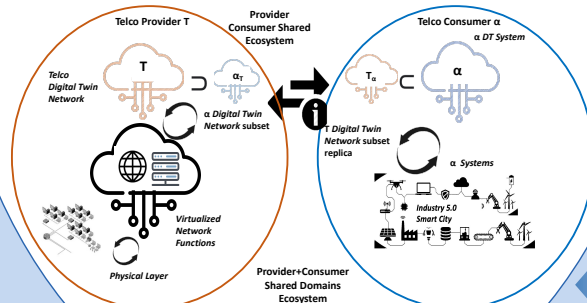 Telco Provider T
Provider
Consumer Shared
Ecosystem
Telco Consumer α
α DT System
Telco
Digital Twin
Network
T
⊃
α_T
T_α
⊂
α
α Digital Twin
Network subset
i
T Digital Twin
Network subset
replica
α Systems
Industry 5.0
Smart City
Virtualized
Network
Functions
Physical Layer
Provider+Consumer
Shared Domains
Ecosystem